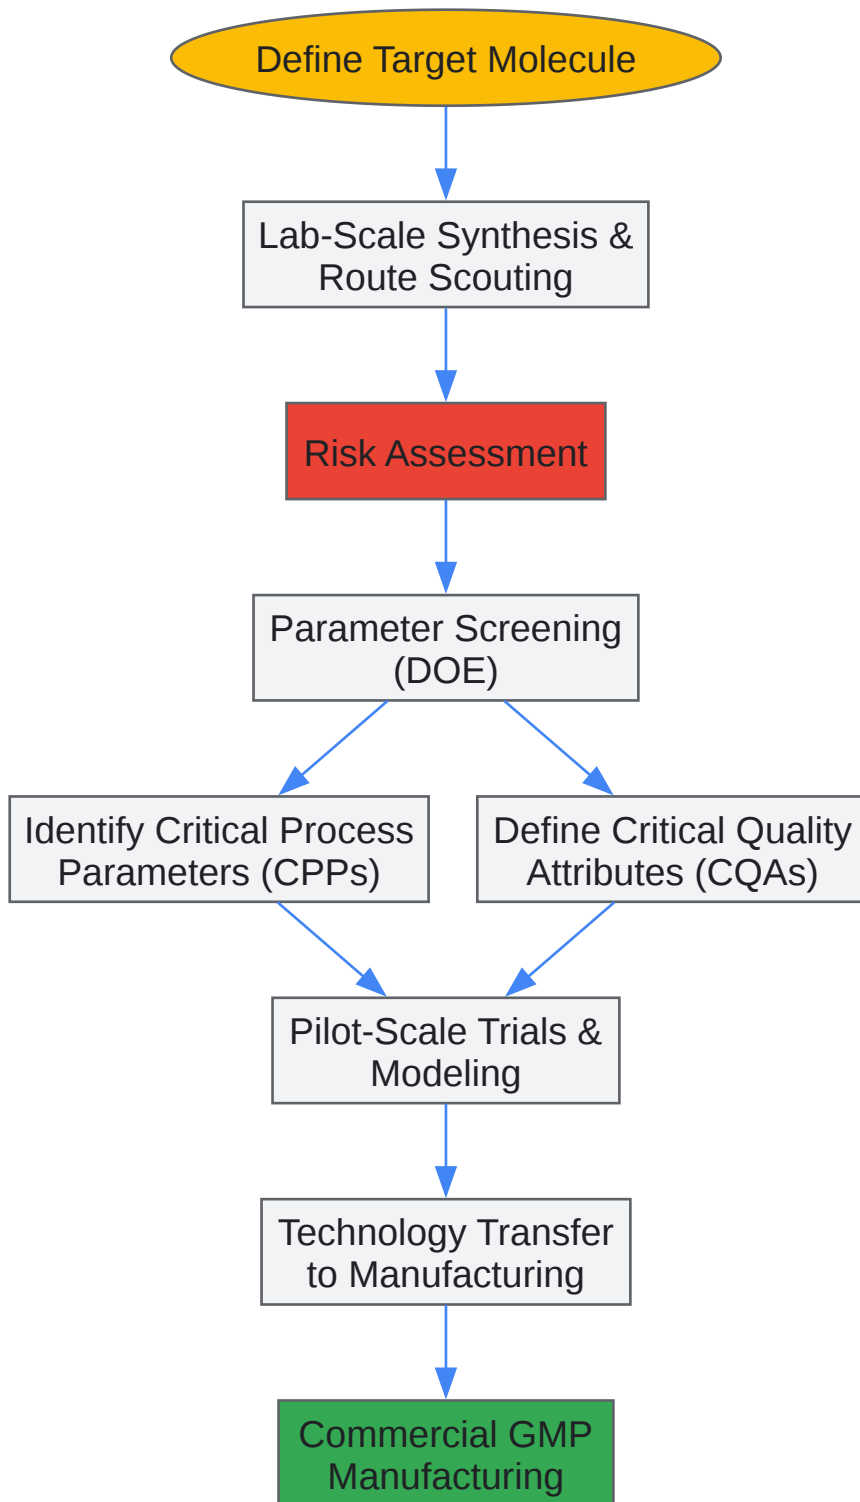 Define Target Molecule
Lab-Scale Synthesis &
Route Scouting
Risk Assessment
Parameter Screening
(DOE)
Identify Critical Process
Parameters (CPPs)
Define Critical Quality
Attributes (CQAs)
Pilot-Scale Trials &
Modeling
Technology Transfer
to Manufacturing
Commercial GMP
Manufacturing